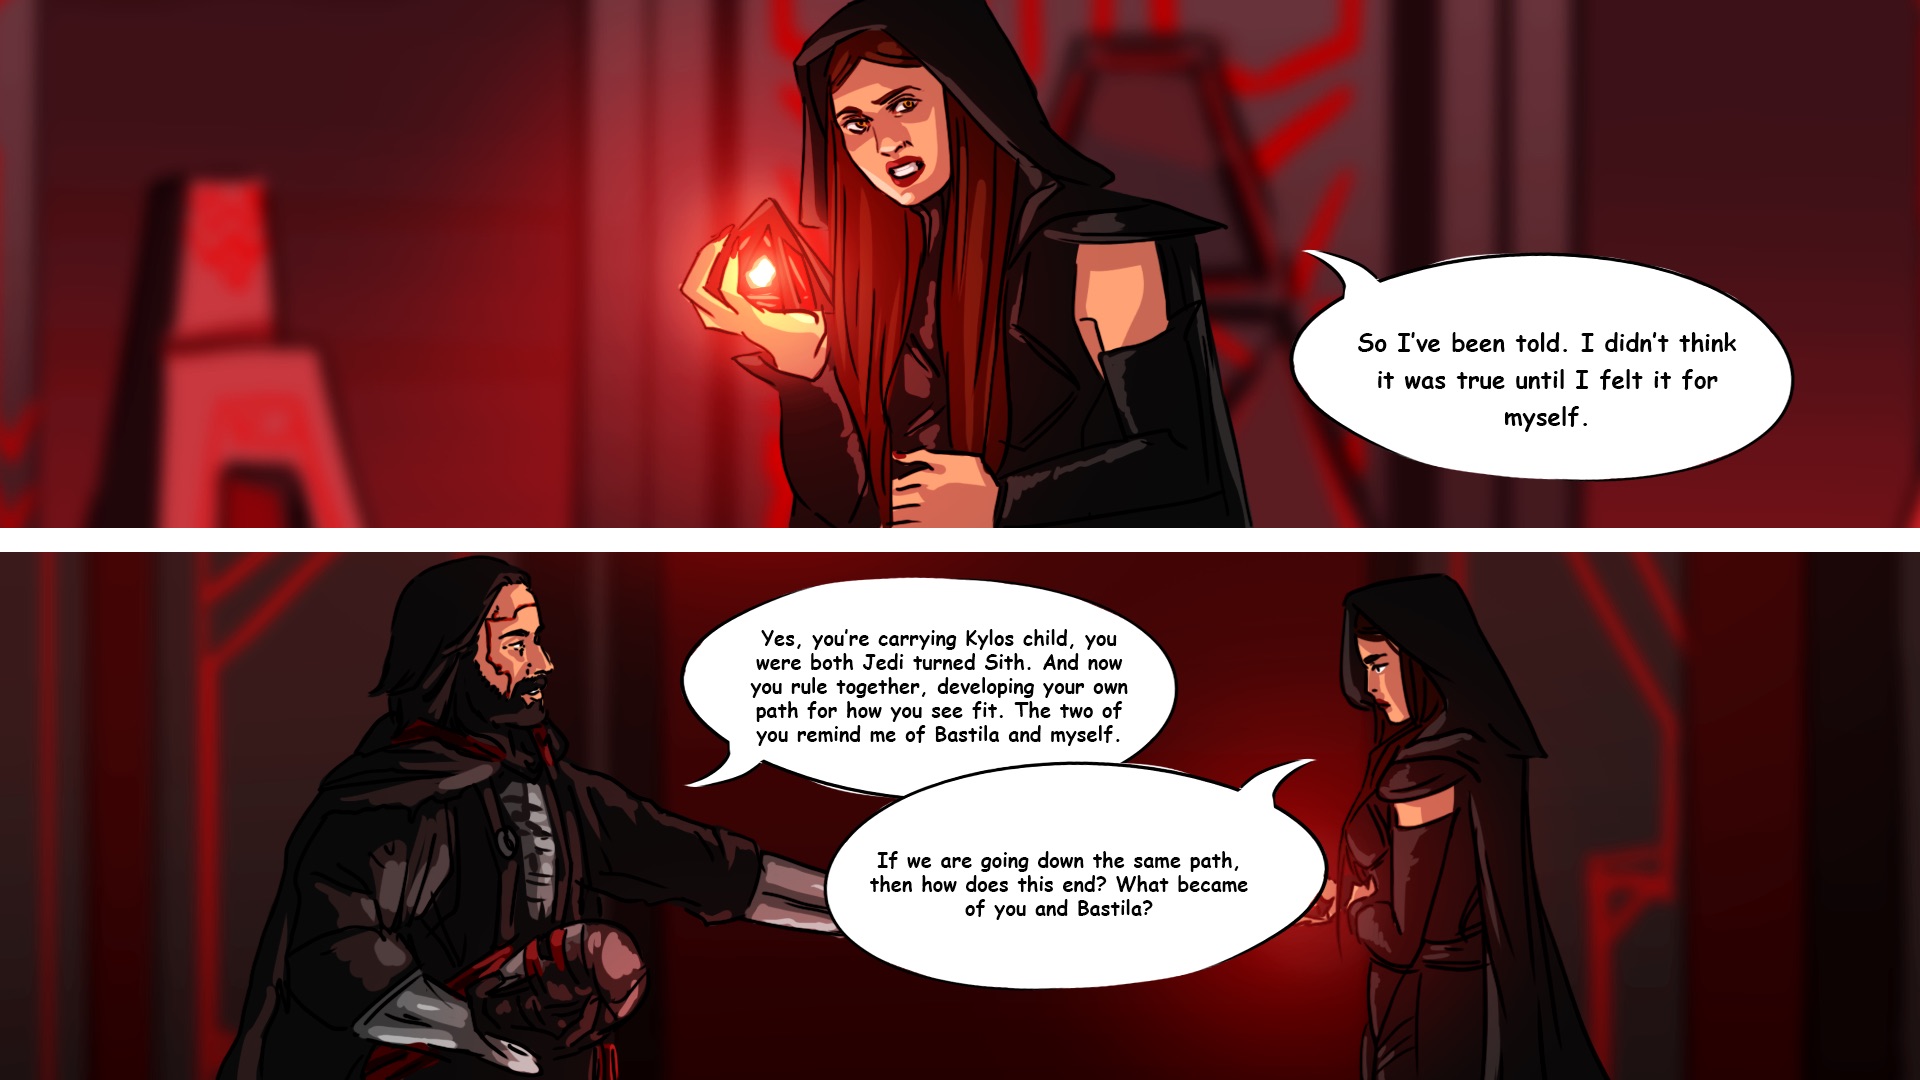 So I've been told. I didn't think
it was true until I felt it for
myself.
Yes, you're carrying Kylos child, you
were both Jedi turned Sith. And now
you rule together, developing your own
path for how you see fit. The two of
you remind me of Bastila and myself.
If we are going down the same path,
then how does this end? What became
of you and Bastila?